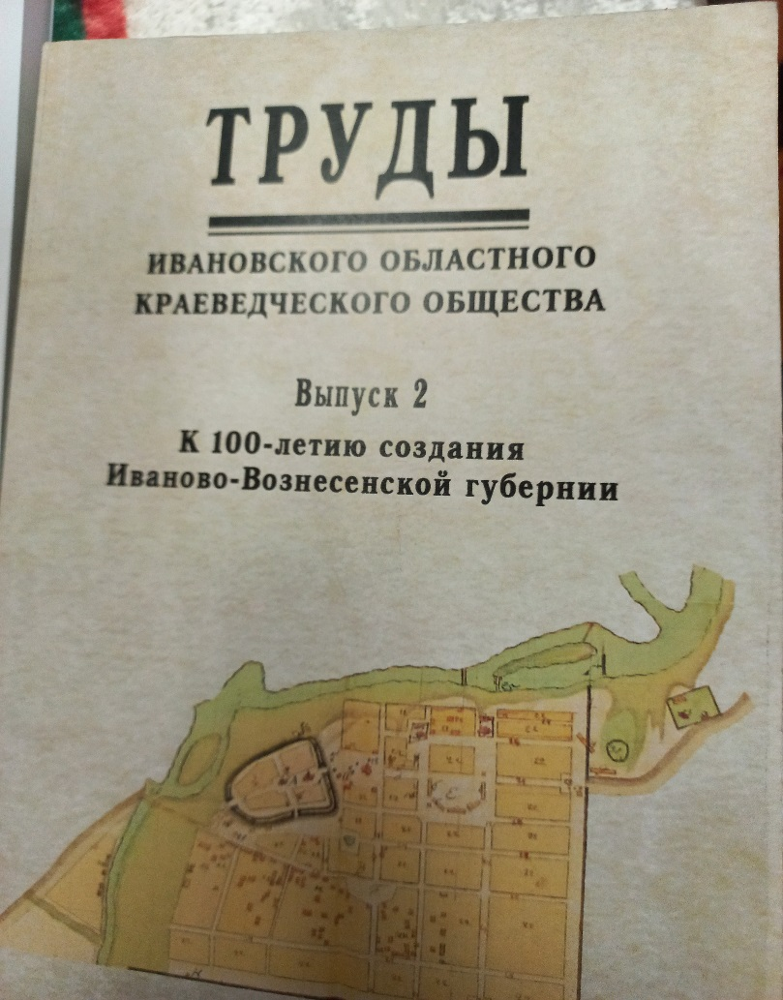 ТРУДЫ
ИВАНОВСКОГО ОБЛАСТНОГО
КРАЕВЕДЧЕСКОГО ОБЩЕСТВА
Выпуск 2
К 100-летию создания
Иваново-Вознесенской губернии